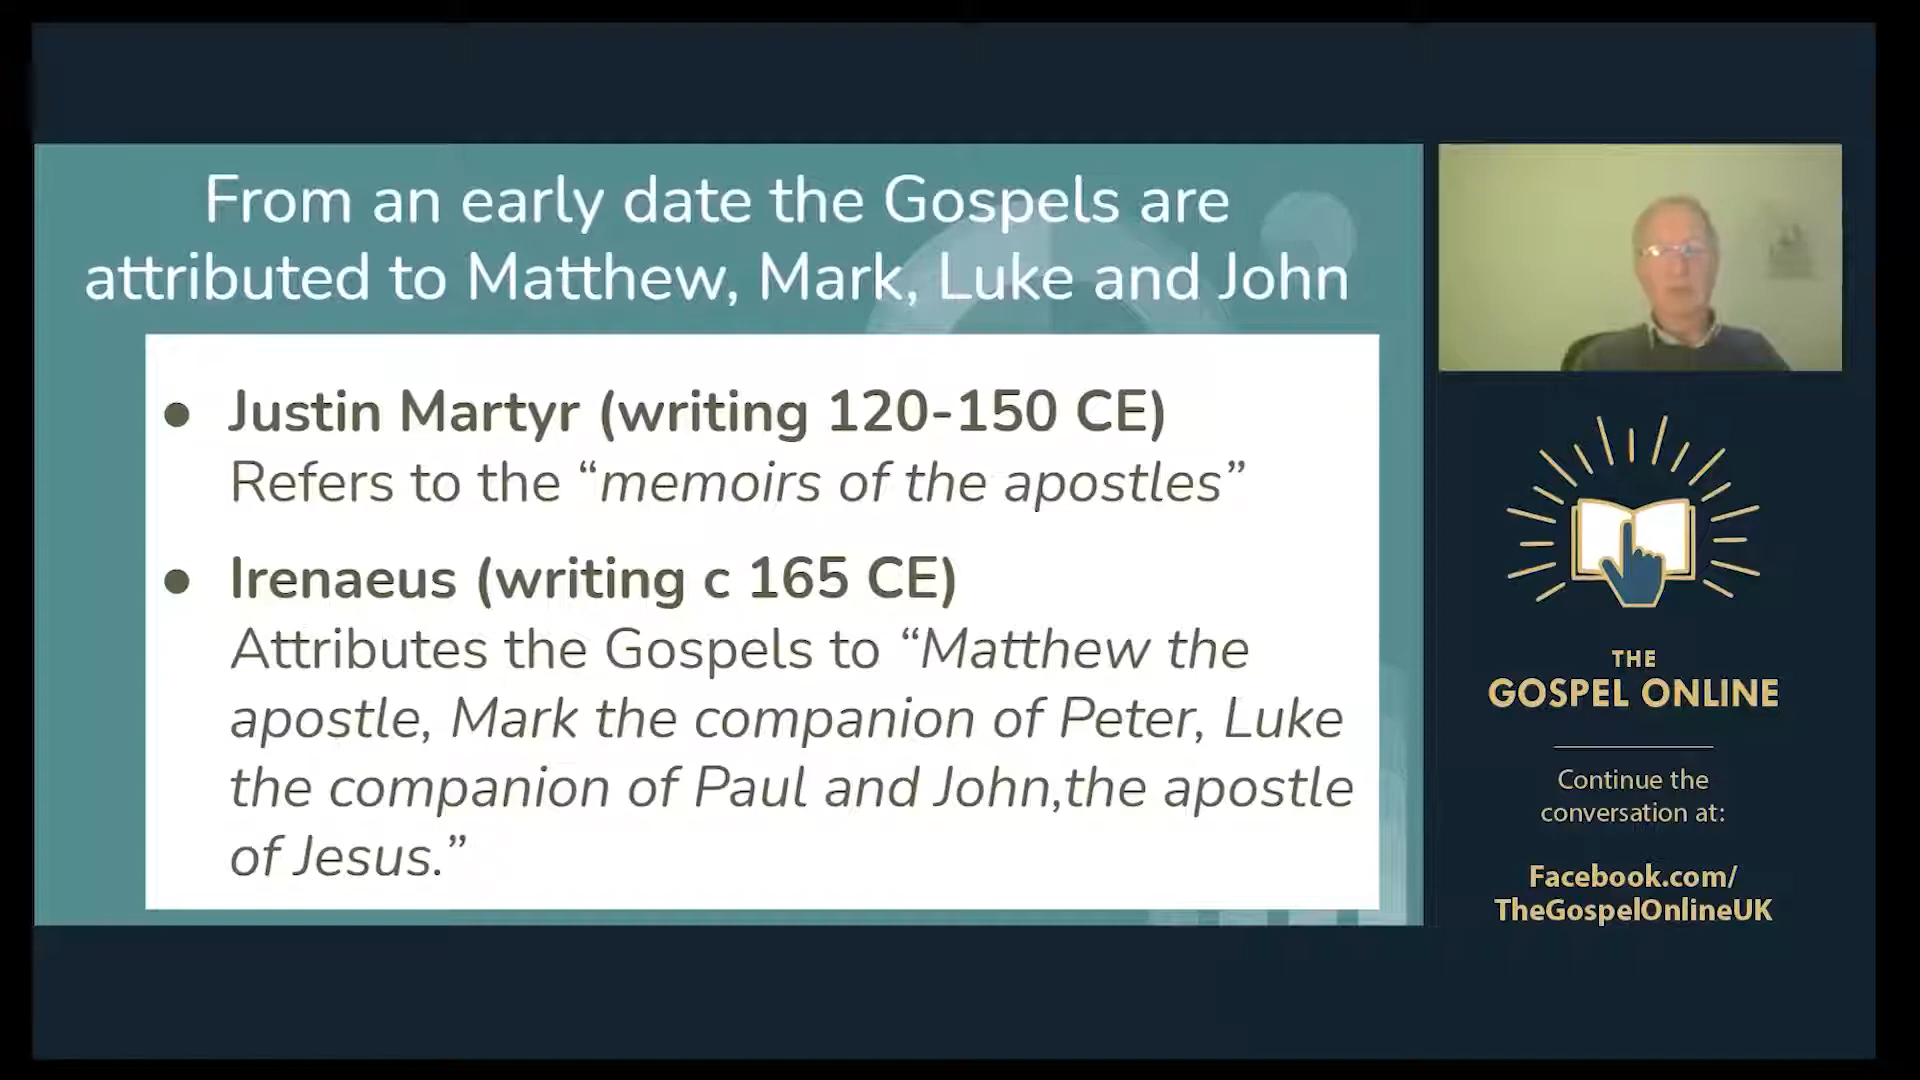 From an early date the Gospels are
attributed to Matthew, Mark, Luke and John
● Justin Martyr (writing 120-150 CE)
Refers to the “memoirs of the apostles”
● Irenaeus (writing c 165 CE)
Attributes the Gospels to “Matthew the
apostle, Mark the companion of Peter, Luke
the companion of Paul and John,the apostle
of Jesus.”
THE
GOSPEL ONLINE
Continue the
conversation at:
Facebook.com/
TheGospelOnlineUK